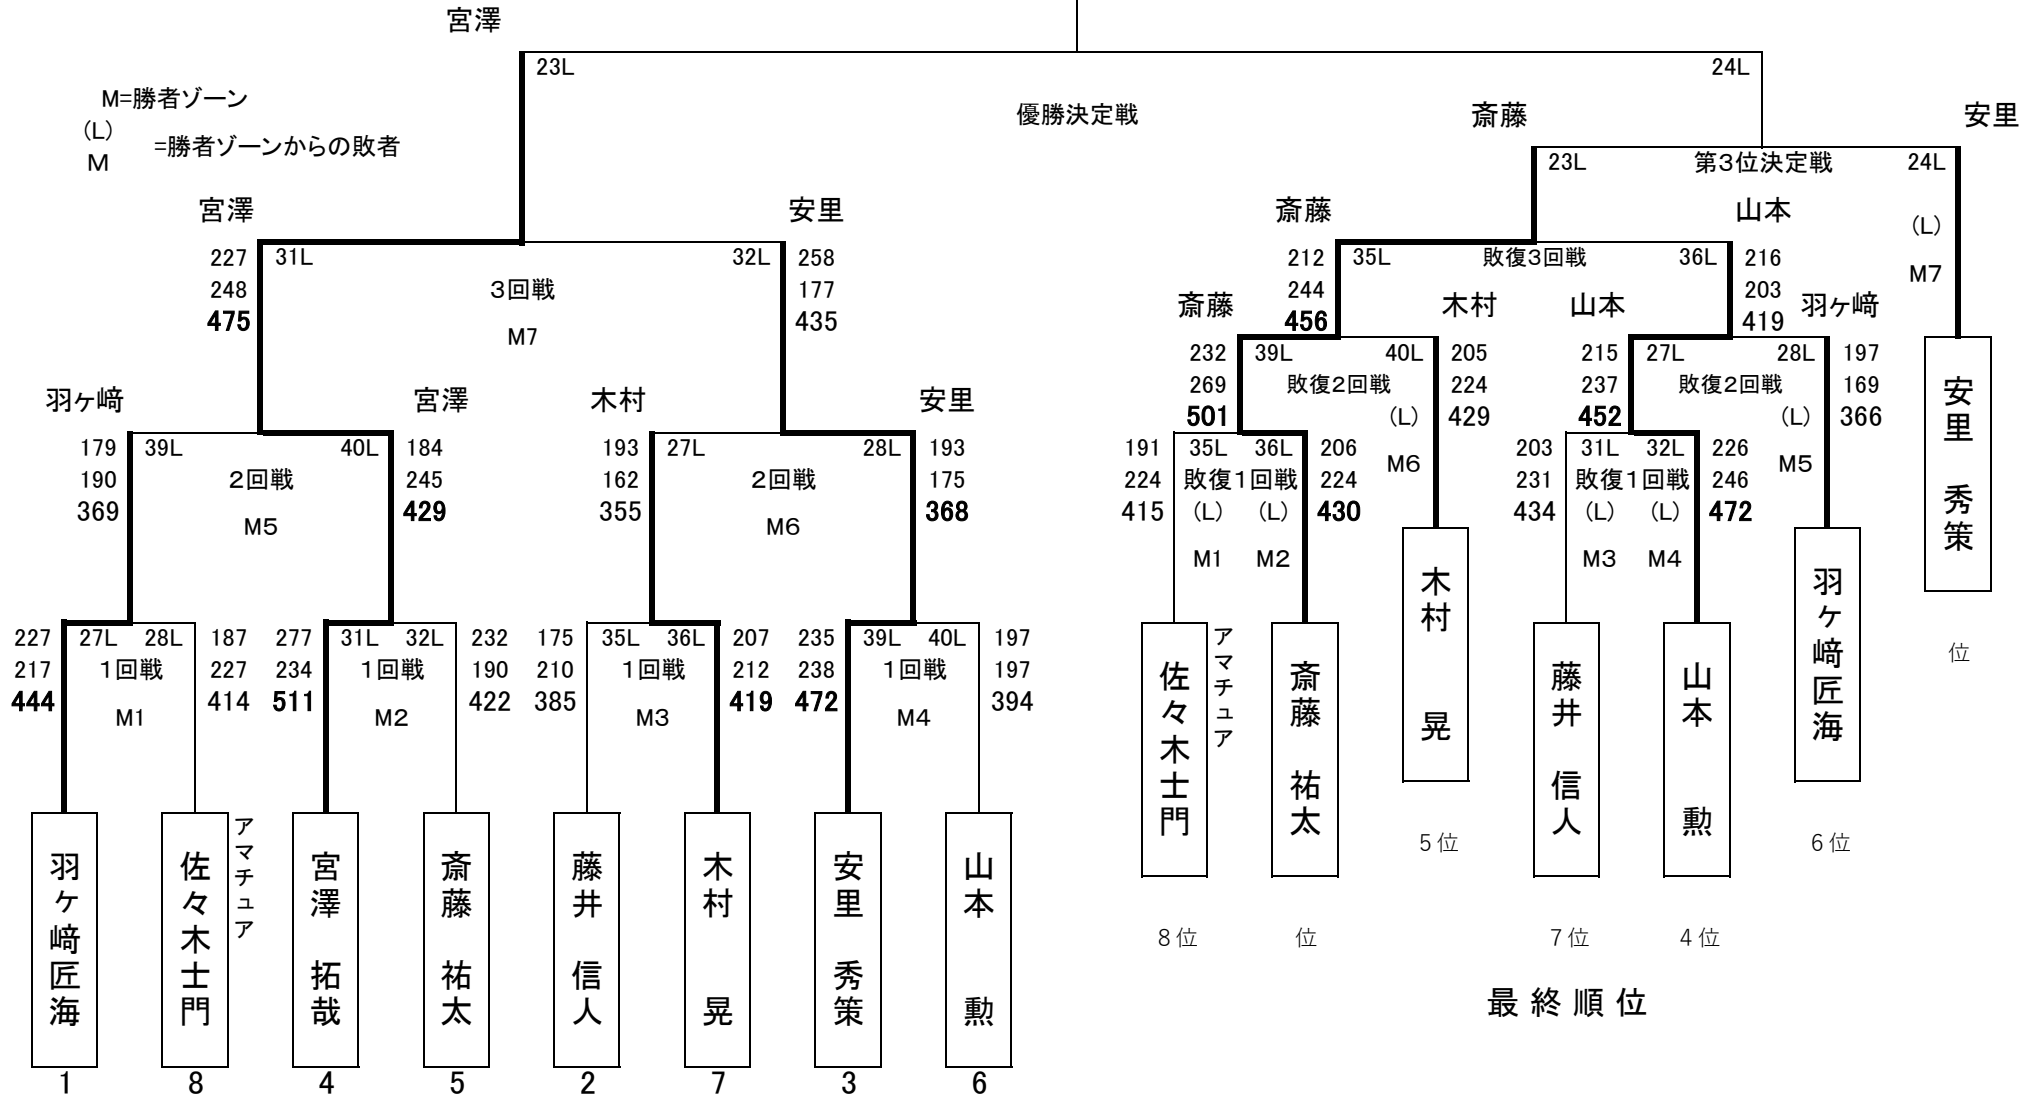 宮澤
23L 24L
M=勝者ゾーン
(L)
M =勝者ゾーンからの敗者
優勝決定戦
斎藤 安里
23L 第3位決定戦 24L
宮澤 安里 斎藤 山本
(L)
M7
227 31L 32L 258 212 35L 敗復3回戦 36L 216
248 3回戦 177 244 203
475 M7 435 456 419
斎藤 木村 山本 羽ヶ﨑
232 39L 40L 205 215 27L 28L 197
269 敗復2回戦 224 237 敗復2回戦 169
501 (L) 429 452 (L) 366
M6 M5
羽ヶ﨑 宮澤 木村 安里
179 39L 40L 184 193 27L 28L 193
190 2回戦 245 162 2回戦 175
369 M5 429 355 M6 368
191 35L 36L 206 203 31L 32L 226
224 敗復1回戦 224 231 敗復1回戦 246
415 (L) (L) 430 434 (L) (L) 472
M1 M2 M3 M4
227 27L 28L 187 277 31L 32L 232 175 35L 36L 207 235 39L 40L 197
217 1回戦 227 234 1回戦 190 210 1回戦 212 238 1回戦 197
444 M1 414 511 M2 422 385 M3 419 472 M4 394
羽ヶ﨑匠海
佐々木士門
アマチュア
宮澤 拓哉
斎藤 祐太
藤井 信人
木村 晃
安里 秀策
山本 勲
1 8 4 5 2 7 3 6
佐々木士門
アマチュア
斎藤 祐太
木村 晃
藤井 信人
山本 勲
羽ヶ﨑匠海
安里 秀策
位
5位 6位
8位 位 7位 4位
最終順位